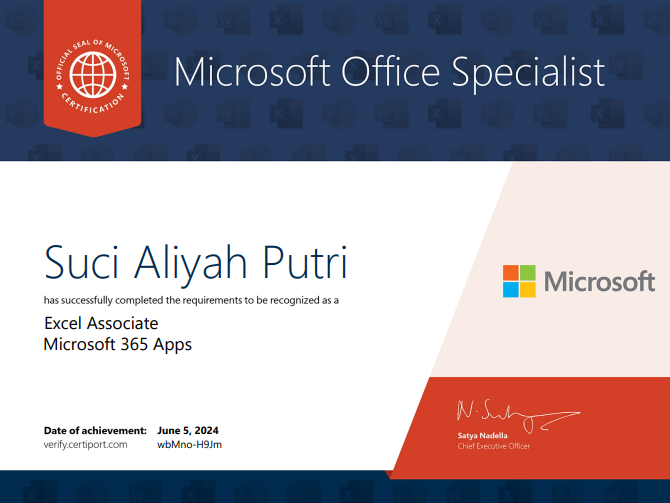 OFFICIAL SEAL OF MICROSOFT
CERTIFICATION
Microsoft Office Specialist
Suci Aliyah Putri
has successfully completed the requirements to be recognized as a
Excel Associate
Microsoft 365 Apps
Microsoft
Date of achievement: June 5, 2024
verify.certiport.com wbMno-H9Jm
Satya Nadella
Chief Executive Officer